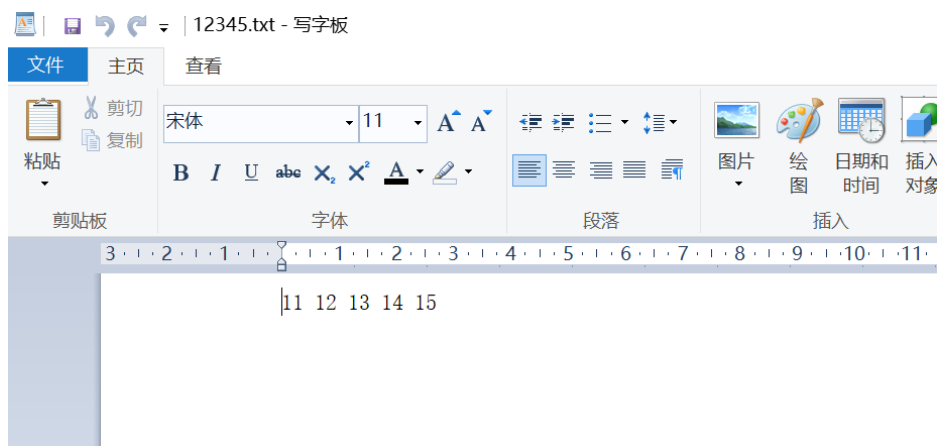 12345.txt - 写字板
文件 主页 查看
粘贴
剪切
复制
剪贴板
宋体 11 A A
B I U abc X₂ X² A
字体
段落
图片
绘图
日期和时间
插入对象
插入
3 2 1 1 2 3 4 5 6 7 8 9 10 11
11 12 13 14 15